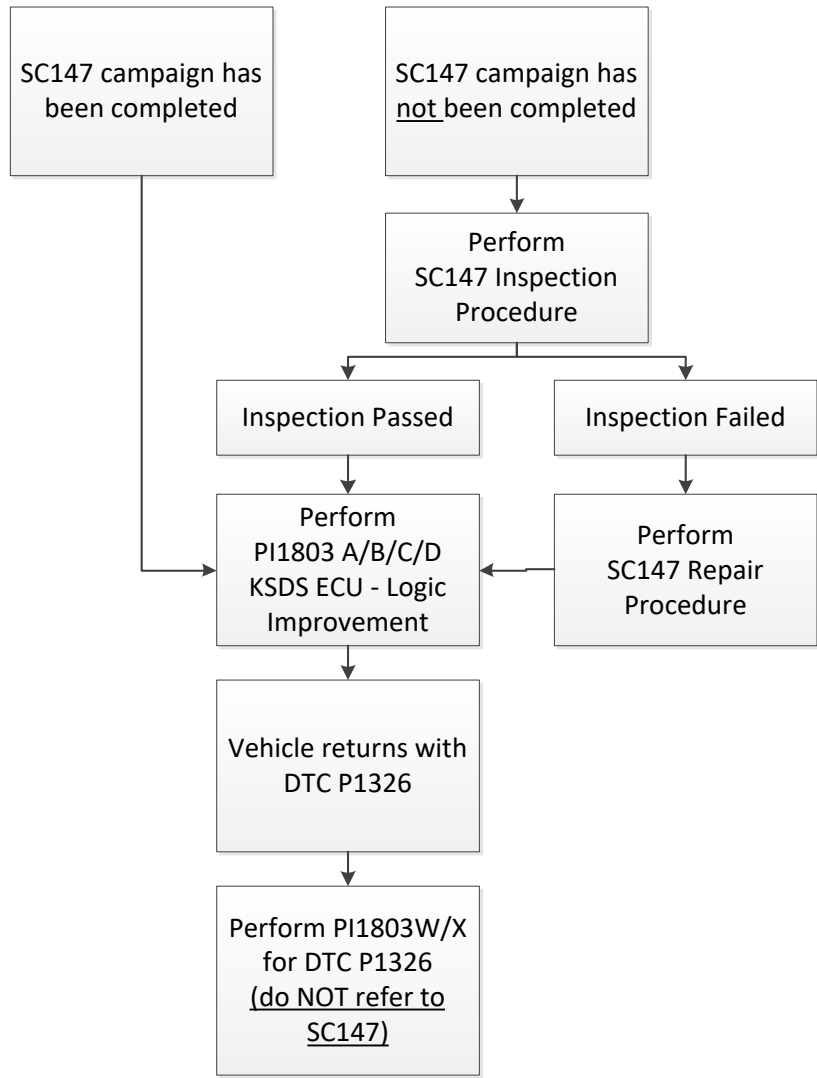 SC147 campaign has
been completed
SC147 campaign has
not been completed
Perform
SC147 Inspection
Procedure
Inspection Passed
Inspection Failed
Perform
PI1803 A/B/C/D
KSDS ECU - Logic
Improvement
Perform
SC147 Repair
Procedure
Vehicle returns with
DTC P1326
Perform PI1803W/X
for DTC P1326
(do NOT refer to
SC147)